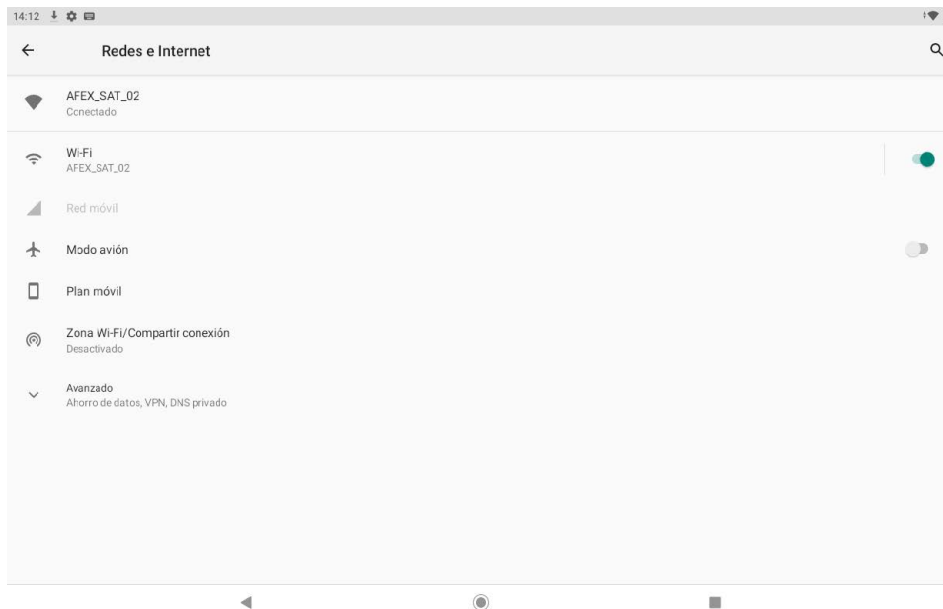 14:12
Redes e Internet
AFEX_SAT_02
Conectado
Wi-Fi
AFEX_SAT_02
Red móvil
Modo avión
Plan móvil
Zona Wi-Fi/Compartir conexión
Desactivado
Avanzado
Ahorro de datos, VPN, DNS privado